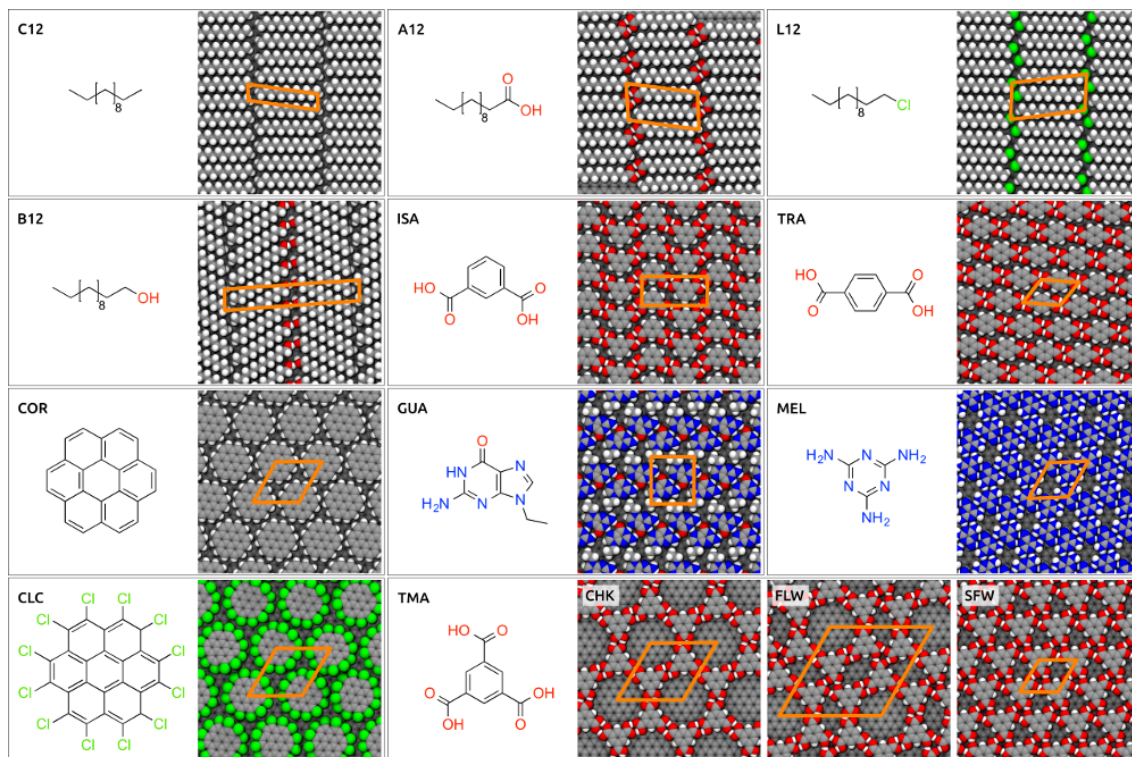 C12
8
A12
O
8
OH
L12
8
Cl
B12
8
OH
ISA
HO
O
O
OH
TRA
HO
O
O
OH
COR
GUA
O
HN
N
H2N
N
N
MEL
H2N
N
NH2
N
N
NH2
CLC
Cl
Cl
Cl
Cl
Cl
Cl
Cl
Cl
Cl
Cl
Cl
Cl
TMA
HO
O
O
OH
O
OH
CHK
FLW
SFW